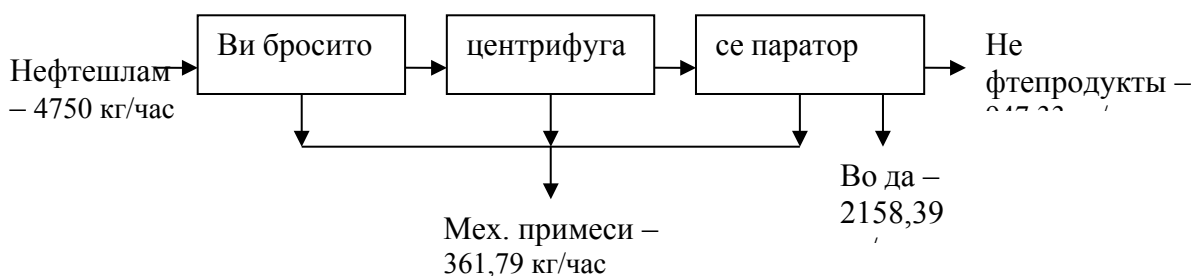 Ви бросито
центрифуга
се паратор
Нефтешлам
– 4750 кг/час
Не
фтепродукты –
Во да –
2158,39
Мех. примеси –
361,79 кг/час